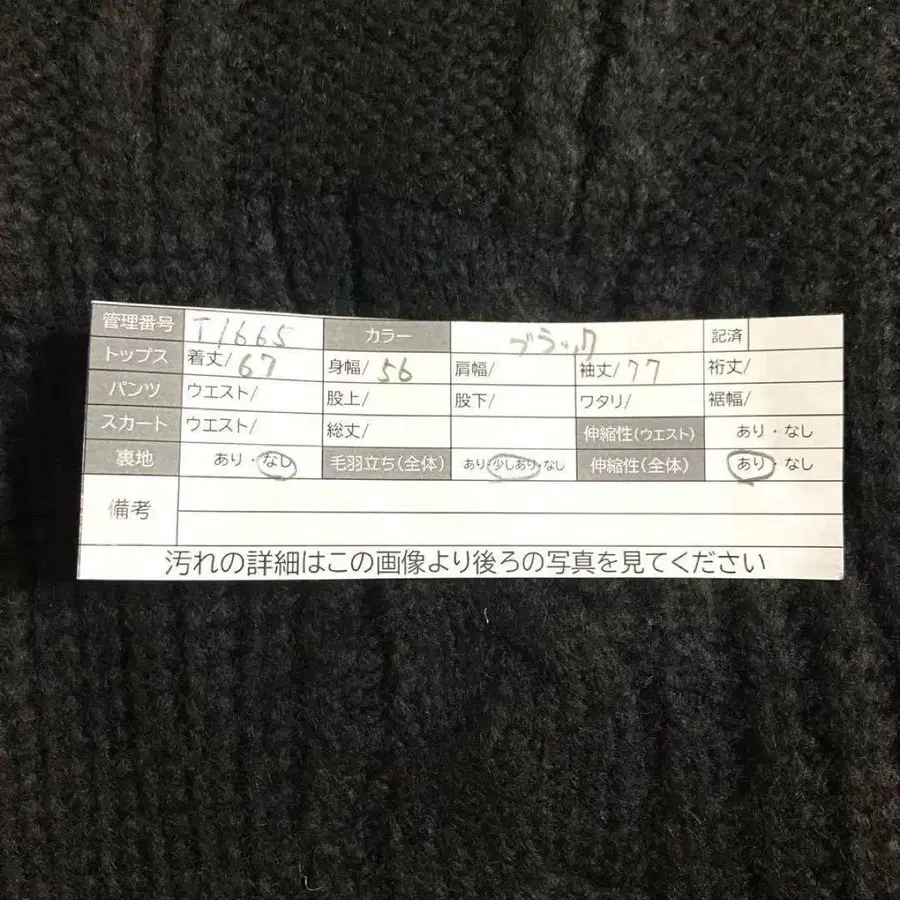 管理番号 T1665 カラー ブラック 記済
トップス 着丈/67 身幅/56 肩幅/ 袖丈/77 裄丈/
パンツ ウエスト/ 股上/ 股下/ ワタリ/ 裾幅/
スカート ウエスト/ 総丈/ 伸縮性(ウエスト) あり・なし
裏地 あり・なし 毛羽立ち(全体) あり・少しあり・なし 伸縮性(全体) あり・なし
備考
汚れの詳細はこの画像より後ろの写真を見てください